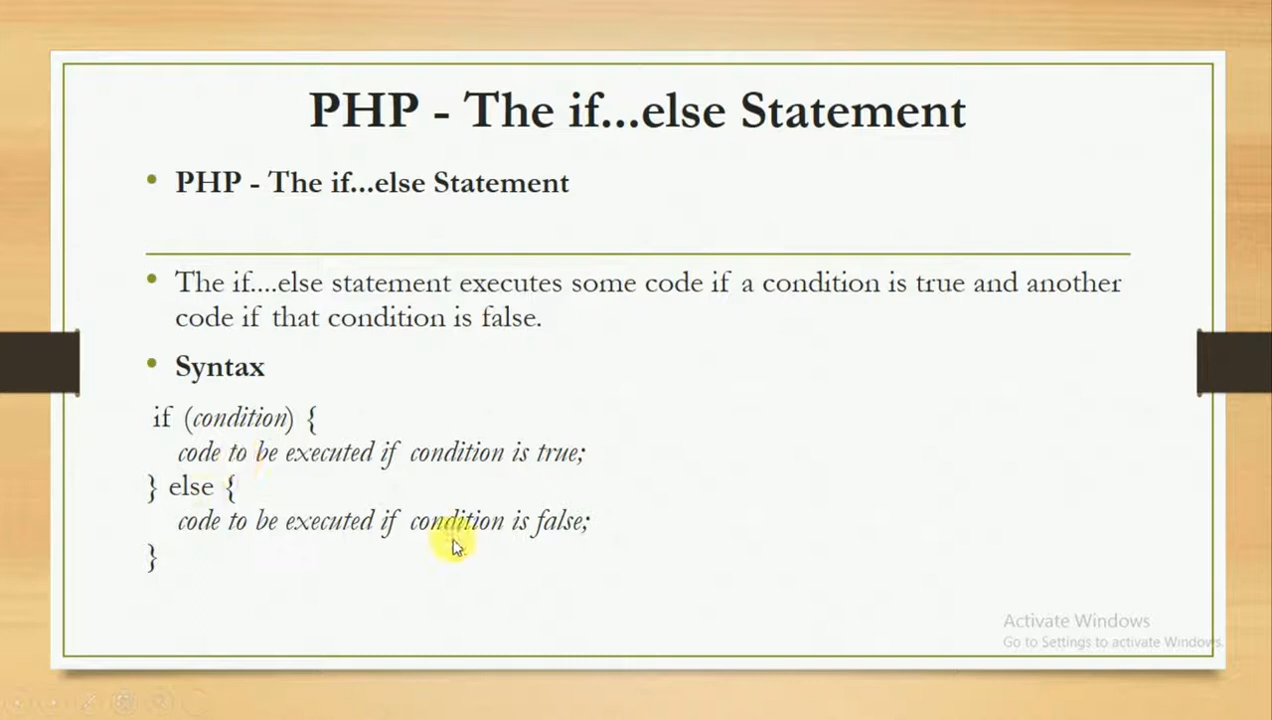 PHP - The if...else Statement
• PHP - The if...else Statement
• The if....else statement executes some code if a condition is true and another
code if that condition is false.
• Syntax
if (condition) {
code to be executed if condition is true;
} else {
code to be executed if condition is false;
}
Activate Windows
Go to Settings to activate Windows.